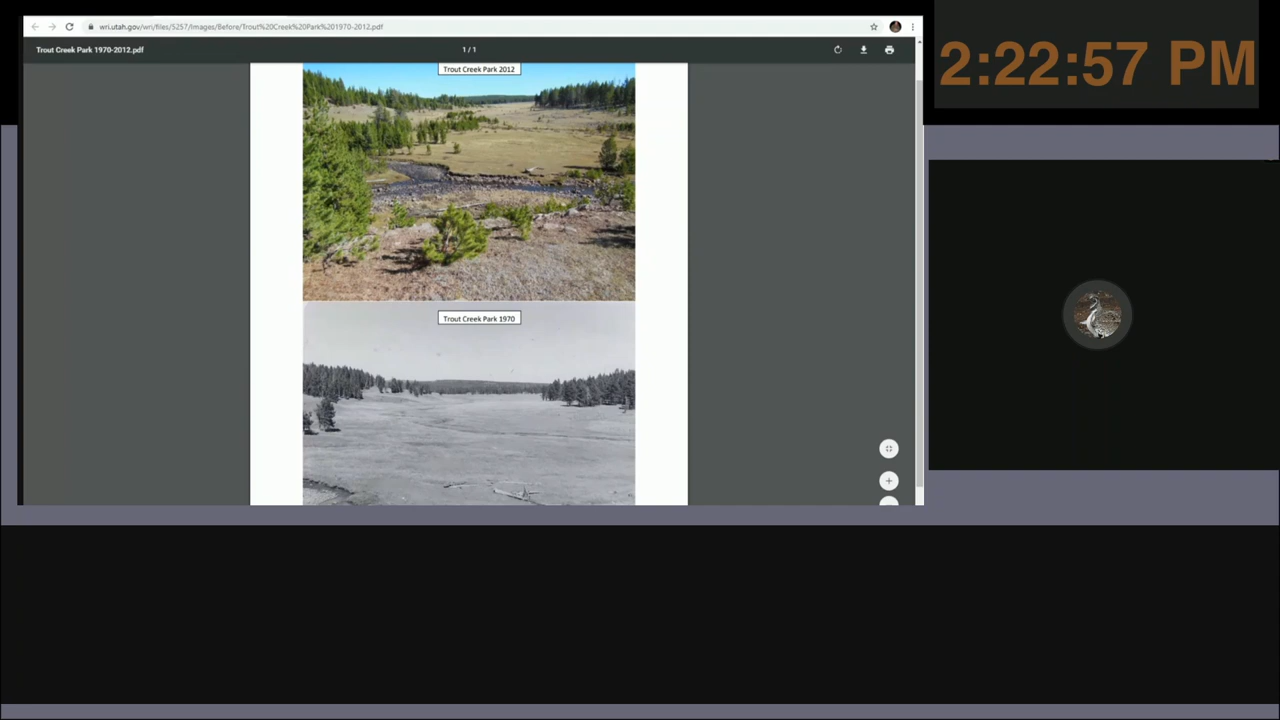 wri.utah.gov/wri/files/5257/Images/Before/Trout%20Creek%20Park%201970-2012.pdf
Trout Creek Park 1970-2012.pdf
1 / 1
2:22:57 PM
Trout Creek Park 2012
Trout Creek Park 1970